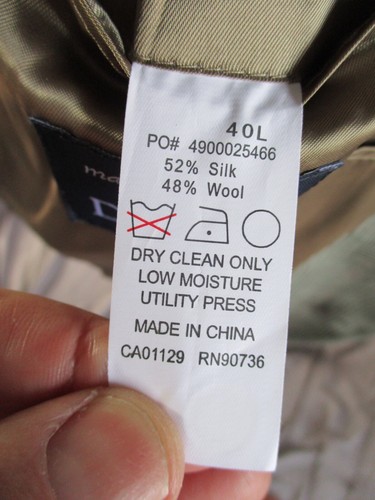 40L
PO# 4900025466
52% Silk
48% Wool
DRY CLEAN ONLY
LOW MOISTURE
UTILITY PRESS
MADE IN CHINA
CA01129 RN90736